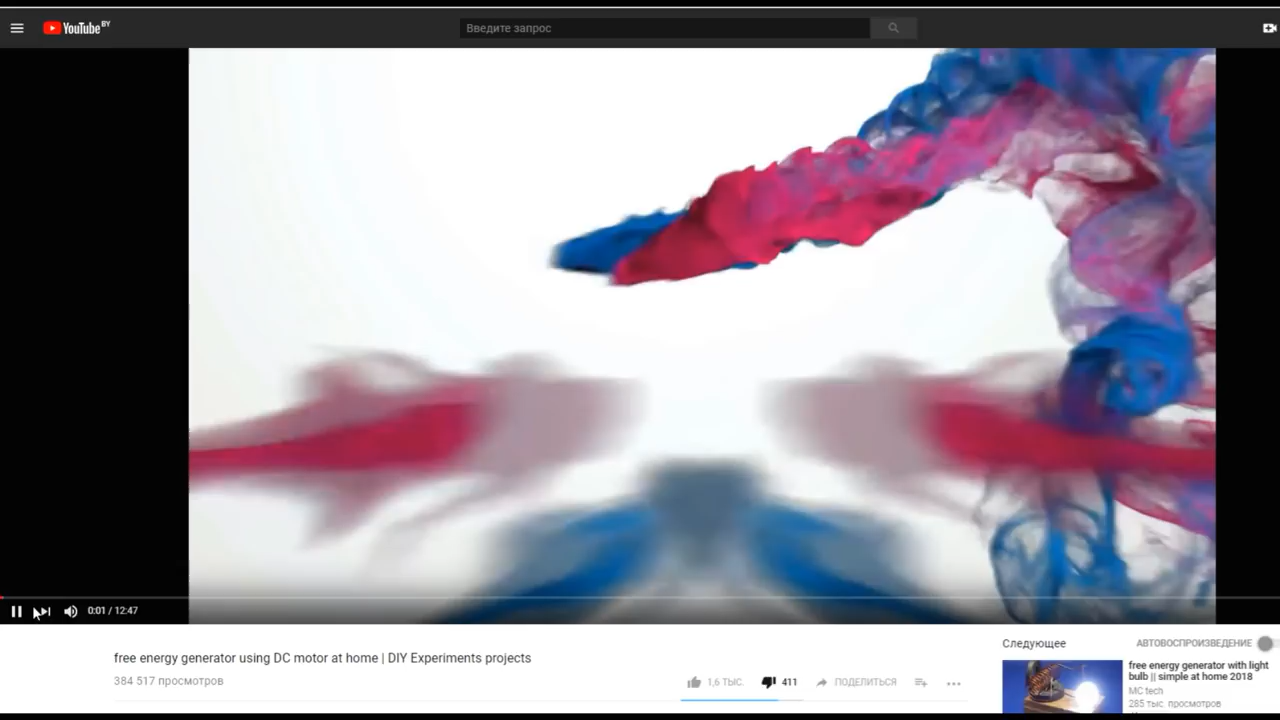 YouTube BY
Введите запрос
0:01 / 12:47
free energy generator using DC motor at home | DIY Experiments projects
384 517 просмотров
1,6 ТЫС.
411
ПОДЕЛИТЬСЯ
Следующее
АВТОВОСПРОИЗВЕДЕНИЕ
free energy generator with light
bulb || simple at home 2018
MC tech
285 тыс. просмотров